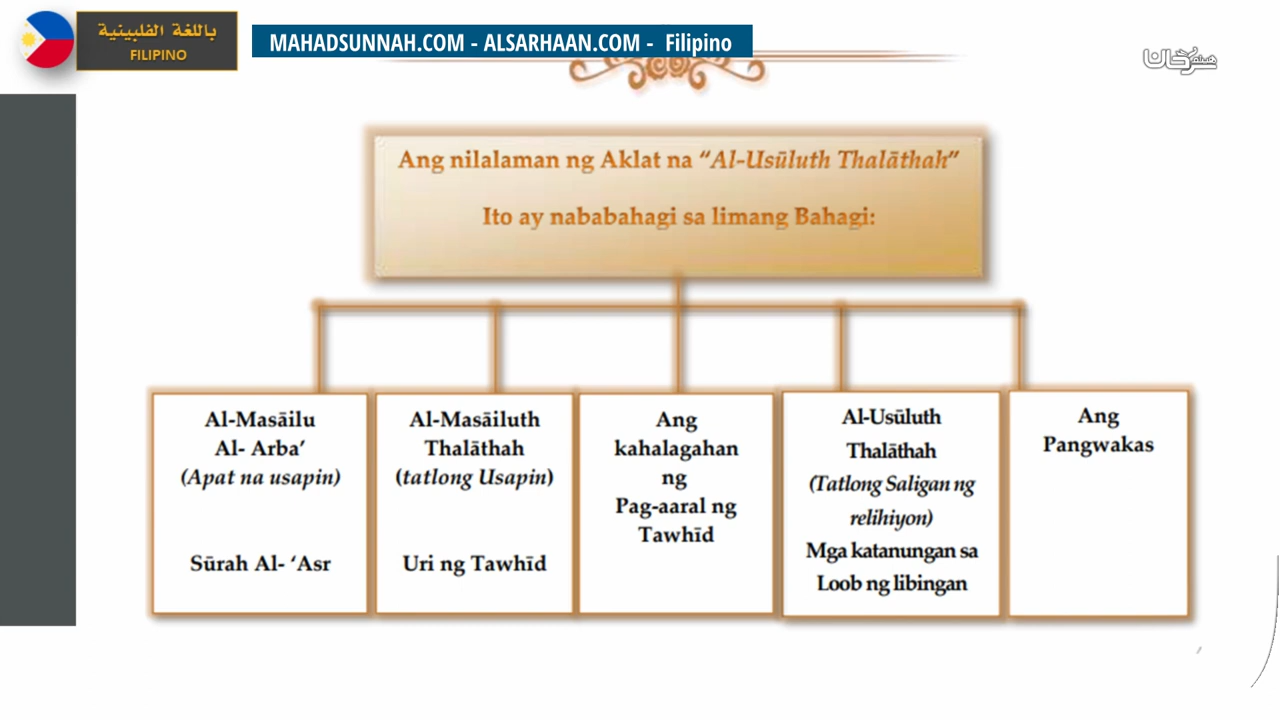 باللغة الفلبينية
FILIPINO
MAHADSUNNAH.COM - ALSARHAAN.COM - Filipino
Ang nilalaman ng Aklat na “Al-Usūluth Thalāthah”
Ito ay nababahagi sa limang Bahagi:
Al-Masāilu
Al- Arba’
(Apat na usapin)
Sūrah Al- ‘Asr
Al-Masāiluth
Thalāthah
(tatlong Usapin)
Uri ng Tawhīd
Ang
kahalagahan
ng
Pag-aaral ng
Tawhīd
Al-Usūluth
Thalāthah
(Tatlong Saligan ng
relihiyon)
Mga katanungan sa
Loob ng libingan
Ang
Pangwakas